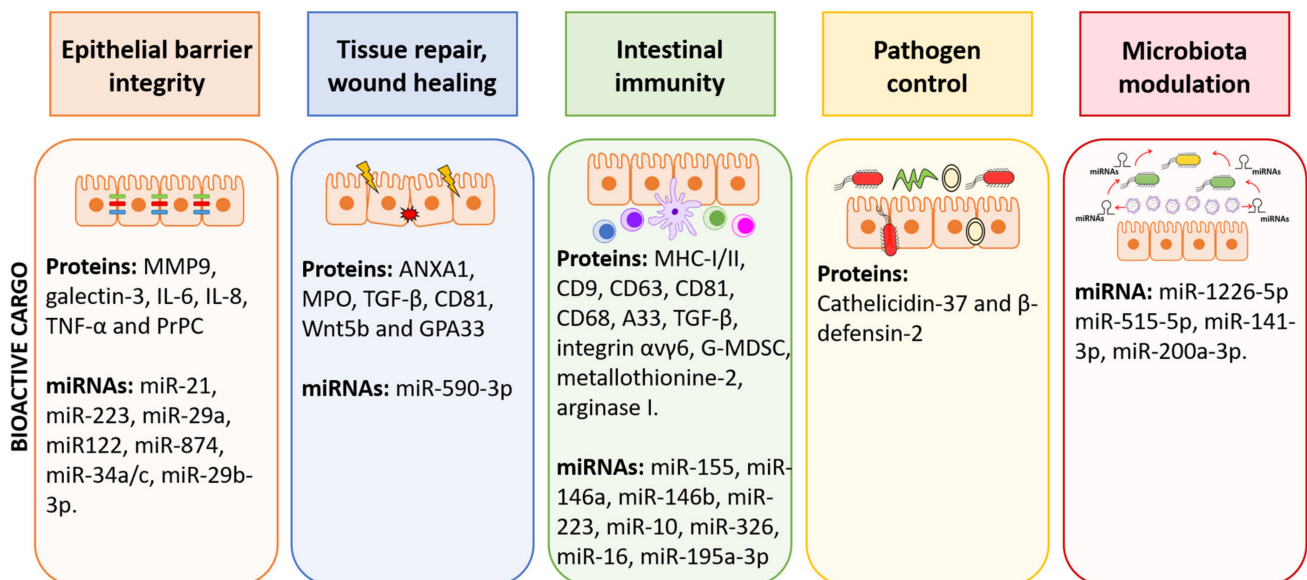 Epithelial barrier
integrity
Tissue repair,
wound healing
Intestinal
immunity
Pathogen
control
Microbiota
modulation
BIOACTIVE CARGO
Proteins: MMP9,
galectin-3, IL-6, IL-8,
TNF-α and PrPC
miRNAs: miR-21,
miR-223, miR-29a,
miR122, miR-874,
miR-34a/c, miR-29b-
3p.
Proteins: ANXA1,
MPO, TGF-β, CD81,
Wnt5b and GPA33
miRNAs: miR-590-3p
Proteins: MHC-I/II,
CD9, CD63, CD81,
CD68, A33, TGF-β,
integrin αvγ6, G-MDSC,
metallothionine-2,
arginase I.
miRNAs: miR-155, miR-
146a, miR-146b, miR-
223, miR-10, miR-326,
miR-16, miR-195a-3p
Proteins:
Cathelicidin-37 and β-
defensin-2
miRNAs
miRNAs
miRNAs
miRNAs
miRNA: miR-1226-5p
miR-515-5p, miR-141-
3p, miR-200a-3p.